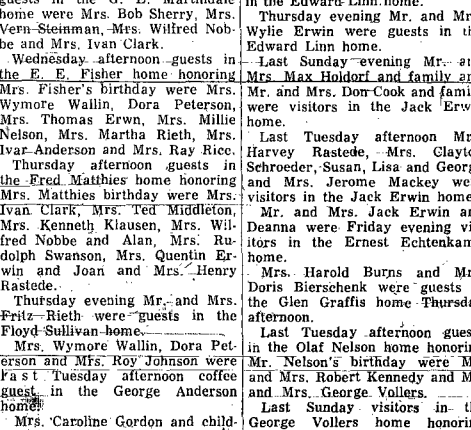 home were Mrs. Bob Sherry, Mrs.
Vern Steinman, Mrs. Wilfred Nob-
be and Mrs. Ivan Clark.
Wednesday afternoon guests in
the E. E. Fisher home honoring
Mrs. Fisher's birthday were Mrs.
Wymore Wallin, Dora Peterson,
Mrs. Thomas Erwn, Mrs. Millie
Nelson, Mrs. Martha Rieth, Mrs.
Ivar Anderson and Mrs. Ray Rice.
Thursday afternoon guests in
the Fred Matthies home honoring
Mrs. Matthies birthday were Mrs.
Ivan Clark, Mrs. Ted Middleton,
Mrs. Kenneth Klausen, Mrs. Wil-
fred Nobbe and Alan, Mrs. Ru-
dolph Swanson, Mrs. Quentin Er-
win and Joan and Mrs. Henry
Rastede.
Thursday evening Mr. and Mrs.
Fritz Rieth were guests in the
Floyd Sullivan home.
Mrs. Wymore Wallin, Dora Pet-
erson and Mrs. Roy Johnson were
last Tuesday afternoon coffee
guest in the George Anderson
home.
Mrs. Caroline Gordon and child-
in the Edward Linn home.
Thursday evening Mr. and Mr
Wylie Erwin were guests in th
Edward Linn home.
Last Sunday evening Mr. a
Mrs. Max Holdorf and family an
Mr. and Mrs. Don Cook and fami
were visitors in the Jack Erw
home.
Last Tuesday afternoon Mr
Harvey Rastede, Mrs. Clayto
Schroeder, Susan, Lisa and Georg
and Mrs. Jerome Mackey we
visitors in the Jack Erwin home
Mr. and Mrs. Jack Erwin an
Deanna were Friday evening vi
itors in the Ernest Echtenkam
home.
Mrs. Harold Burns and Mr
Doris Bierschenk were guests
the Glen Graffis home Thursda
afternoon.
Last Tuesday afternoon gues
in the Olaf Nelson home honorin
Mr. Nelson's birthday were M
and Mrs. Robert Kennedy and M
and Mrs. George Vollers.
Last Sunday visitors in t
George Vollers home honori